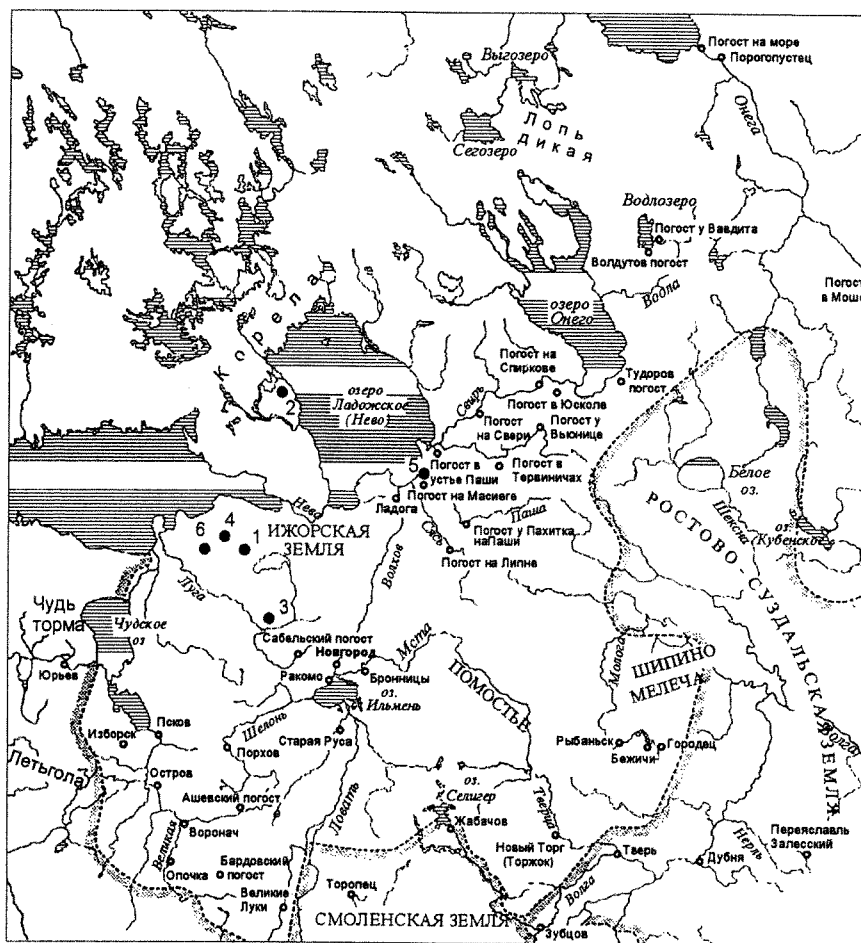 Погост на море
Порогопустец
Выгозеро
Онега
Лопь
дикая
Сегозеро
Водлозеро
Погост у Вавдита
Волдутов погост
Водла
Погост
в Моше
Корела
озеро
Онего
Погост на
Спиркове
Тудоров
погост
озеро
Ладожское
(Нево)
2
Свирь
Погост в Юсколе
Погост
на Свери
Погост у
Вьюнице
5
Погост в
устье Паши
Погост в
Тервиничах
Белое
оз.
Погост на Масиеге
Ладога
Нева
Шексна
РОСТОВО-СУЗДАЛЬСКАЯ ЗЕМЛЯ
оз.
(Кубенское)
ИЖОРСКАЯ
ЗЕМЛЯ
4
6
1
Паша
Погост у Пахитка
на Паши
Сясь
Волхов
Погост на Липне
Луга
3
Чудь
торма
Чудское
оз
Сабельский погост
Новгород
Мста
Юрьев
Ракомо
Бронницы
оз.
Ильмень
ПОМОСТЬЕ
Молога
ШИПИНО
МЕЛЕЧА
Волга
Псков
Изборск
Шелонь
Порхов
Старая Руса
Рыбаньск
Городец
Бежичи
Летьгола
Остров
Ашевский погост
Ловать
оз.
Селигер
Тверца
Жабачов
Воронач
Великая
Новый Торг
(Торжок)
Нерль
Переяславль
Залесский
Тверь
Дубня
Опочка
Бардовский
погост
Великие
Луки
Торопец
Волга
СМОЛЕНСКАЯ ЗЕМЛЯ
Зубцов